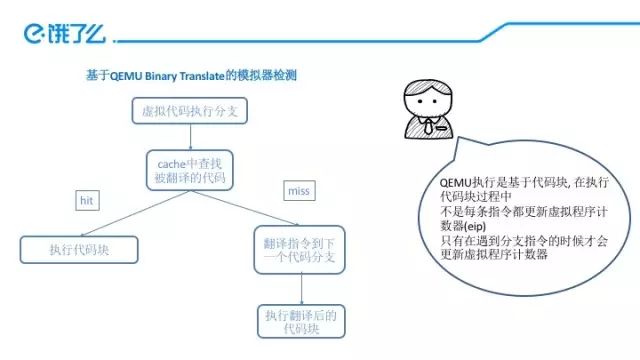 饿了么
基于QEMU Binary Translate的模拟器检测
虚拟代码执行分支
cache中查找
被翻译的代码
hit
miss
执行代码块
翻译指令到下
一个代码分支
执行翻译后的
代码块
QEMU执行是基于代码块, 在执行
代码块过程中
不是每条指令都更新虚拟程序计
数器(eip)
只有在遇到分支指令的时候才会
更新虚拟程序计数器